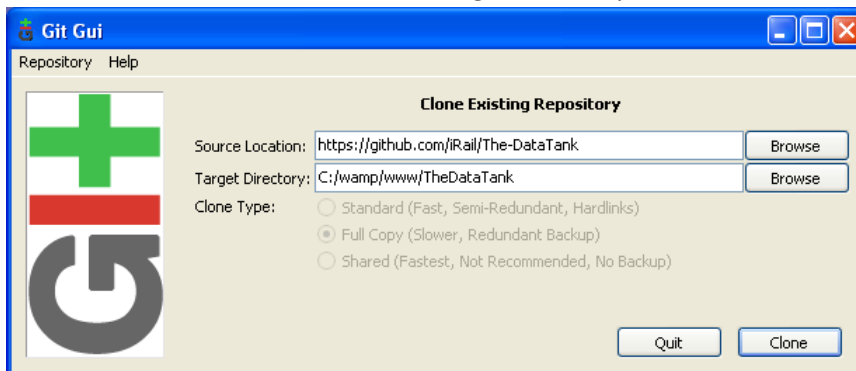 Git Gui
Repository Help
Clone Existing Repository
Source Location: https://github.com/iRail/The-DataTank Browse
Target Directory: C:/wamp/www/TheDataTank Browse
Clone Type: Standard (Fast, Semi-Redundant, Hardlinks)
Full Copy (Slower, Redundant Backup)
Shared (Fastest, Not Recommended, No Backup)
Quit Clone
GIt